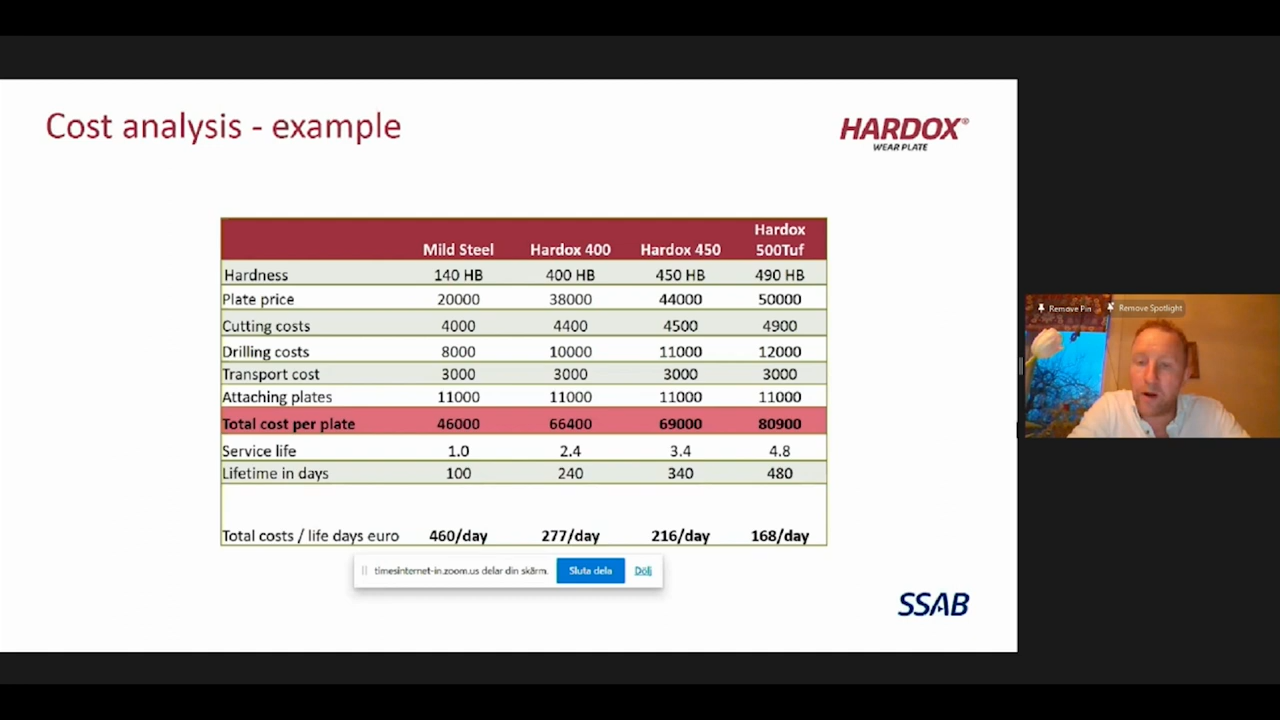 Cost analysis - example
HARDOX®
WEAR PLATE
Mild Steel Hardox 400 Hardox 450 Hardox 500Tuf
Hardness 140 HB 400 HB 450 HB 490 HB
Plate price 20000 38000 44000 50000
Cutting costs 4000 4400 4500 4900
Drilling costs 8000 10000 11000 12000
Transport cost 3000 3000 3000 3000
Attaching plates 11000 11000 11000 11000
Total cost per plate 46000 66400 69000 80900
Service life 1.0 2.4 3.4 4.8
Lifetime in days 100 240 340 480
Total costs / life days euro 460/day 277/day 216/day 168/day
timesinternet-in.zoom.us delar din skärm. Sluta dela Dölj
SSAB
Remove Pin Remove Spotlight